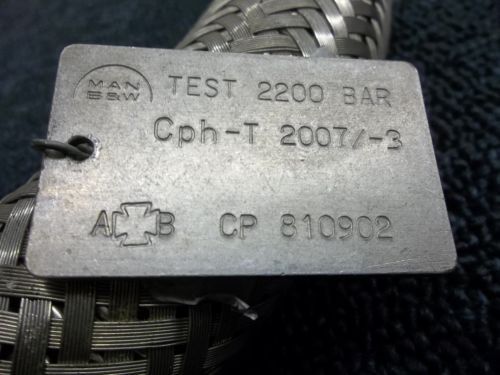 MAN
B&W
TEST 2200 BAR
Cph-T 2007/-3
A B CP 810902